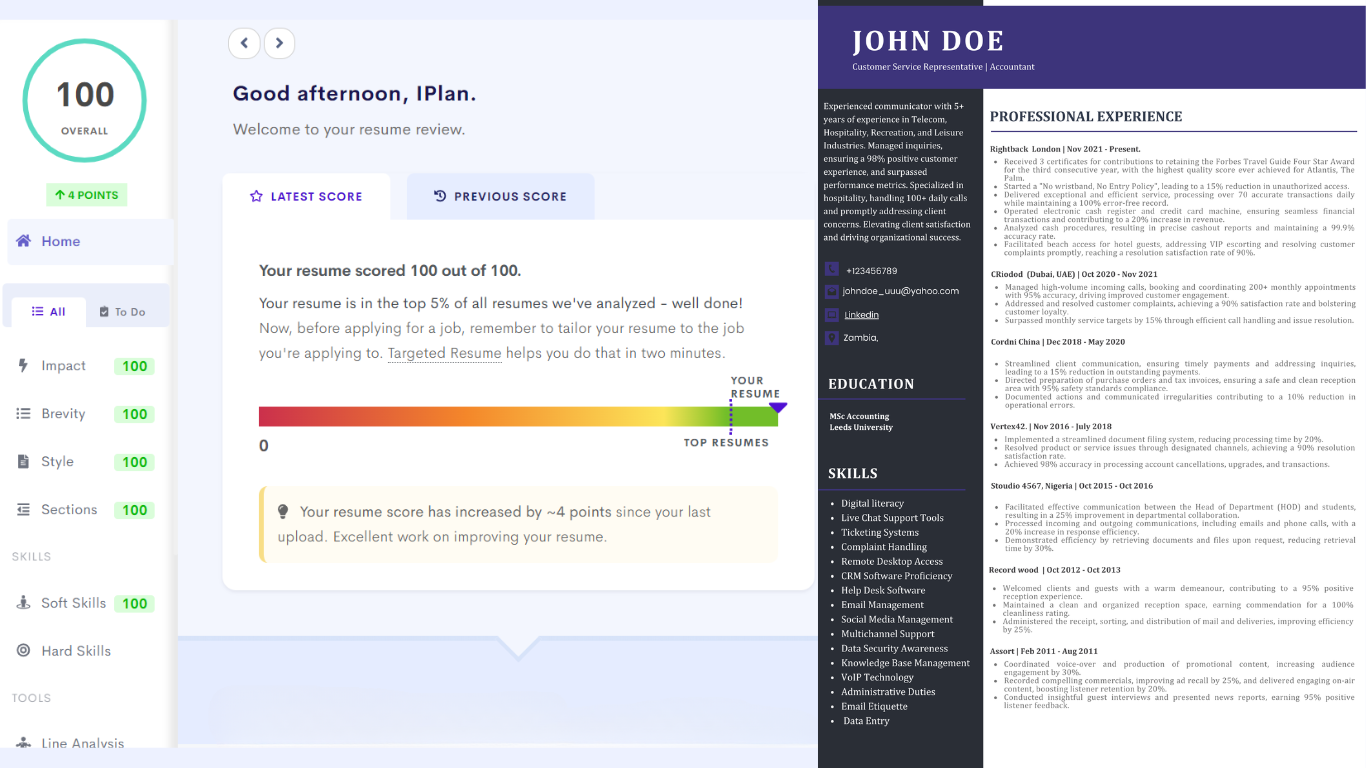 100
OVERALL
4 POINTS
Home
All
To Do
Impact
100
Brevity
100
Style
100
Sections
100
SKILLS
Soft Skills
100
Hard Skills
TOOLS
Line Analysis
Good afternoon, IPlan.
Welcome to your resume review.
LATEST SCORE
PREVIOUS SCORE
Your resume scored 100 out of 100.
Your resume is in the top 5% of all resumes we've analyzed - well done!
Now, before applying for a job, remember to tailor your resume to the job
you're applying to. Targeted Resume helps you do that in two minutes.
YOUR
RESUME
0
TOP RESUMES
Your resume score has increased by ~4 points since your last
upload. Excellent work on improving your resume.
JOHN DOE
Customer Service Representative | Accountant
Experienced communicator with 5+
years of experience in Telecom,
Hospitality, Recreation, and Leisure
Industries. Managed inquiries,
ensuring a 98% positive customer
experience, and surpassed
performance metrics. Specialized in
hospitality, handling 100+ daily calls
and promptly addressing client
concerns. Elevating client satisfaction
and driving organizational success.
+123456789
johndoe_uuu@yahoo.com
Linkedin
Zambia,
EDUCATION
MSc Accounting
Leeds University
SKILLS
• Digital literacy
• Live Chat Support Tools
• Ticketing Systems
• Complaint Handling
• Remote Desktop Access
• CRM Software Proficiency
• Help Desk Software
• Email Management
• Social Media Management
• Multichannel Support
• Data Security Awareness
• Knowledge Base Management
• VoIP Technology
• Administrative Duties
• Email Etiquette
• Data Entry
PROFESSIONAL EXPERIENCE
Rightback London | Nov 2021 - Present.
• Received 3 certificates for contributions to retaining the Forbes Travel Guide Four Star Award
for the third consecutive year, with the highest quality score ever achieved for Atlantis, The
Palm.
• Started a "No wristband, No Entry Policy", leading to a 15% reduction in unauthorized access.
• Delivered exceptional and efficient service, processing over 70 accurate transactions daily
while maintaining a 100% error-free record.
• Operated electronic cash register and credit card machine, ensuring seamless financial
transactions and contributing to a 20% increase in revenue.
• Analyzed cash procedures, resulting in precise cashout reports and maintaining a 99.9%
accuracy rate.
• Facilitated beach access for hotel guests, addressing VIP escorting and resolving customer
complaints promptly, reaching a resolution satisfaction rate of 90%.
CRiodod (Dubai, UAE) | Oct 2020 - Nov 2021
• Managed high-volume incoming calls, booking and coordinating 200+ monthly appointments
with 95% accuracy, driving improved customer engagement.
• Addressed and resolved customer complaints, achieving a 90% satisfaction rate and bolstering
customer loyalty.
• Surpassed monthly service targets by 15% through efficient call handling and issue resolution.
Cordni China | Dec 2018 - May 2020
• Streamlined client communication, ensuring timely payments and addressing inquiries,
leading to a 15% reduction in outstanding payments.
• Directed preparation of purchase orders and tax invoices, ensuring a safe and clean reception
area with 95% safety standards compliance.
• Documented actions and communicated irregularities contributing to a 10% reduction in
operational errors.
Vertex42. | Nov 2016 - July 2018
• Implemented a streamlined document filing system, reducing processing time by 20%.
• Resolved product or service issues through designated channels, achieving a 90% resolution
satisfaction rate.
• Achieved 98% accuracy in processing account cancellations, upgrades, and transactions.
Stoudio 4567, Nigeria | Oct 2015 - Oct 2016
• Facilitated effective communication between the Head of Department (HOD) and students,
resulting in a 25% improvement in departmental collaboration.
• Processed incoming and outgoing communications, including emails and phone calls, with a
20% increase in response efficiency.
• Demonstrated efficiency by retrieving documents and files upon request, reducing retrieval
time by 30%.
Record wood | Oct 2012 - Oct 2013
• Welcomed clients and guests with a warm demeanour, contributing to a 95% positive
reception experience.
• Maintained a clean and organized reception space, earning commendation for a 100%
cleanliness rating.
• Administered the receipt, sorting, and distribution of mail and deliveries, improving efficiency
by 25%.
Assort | Feb 2011 - Aug 2011
• Coordinated voice-over and production of promotional content, increasing audience
engagement by 30%.
• Recorded compelling commercials, improving ad recall by 25%, and delivered engaging on-air
content, boosting listener retention by 20%.
• Conducted insightful guest interviews and presented news reports, earning 95% positive
listener feedback.